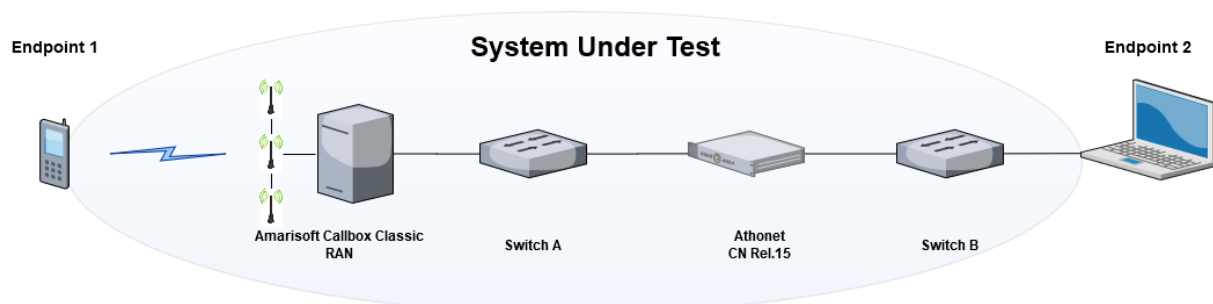 System Under Test
Endpoint 1
Endpoint 2
Amarisoft Callbox Classic
RAN
Switch A
Athonet
CN Rel.15
Switch B